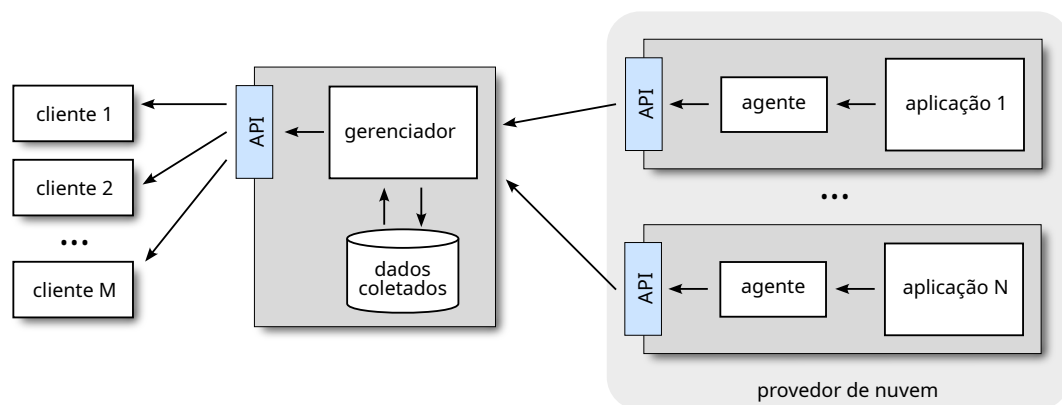 cliente 1
cliente 2
...
cliente M
API
gerenciador
dados
coletados
API
agente
aplicação 1
...
API
agente
aplicação N
provedor de nuvem